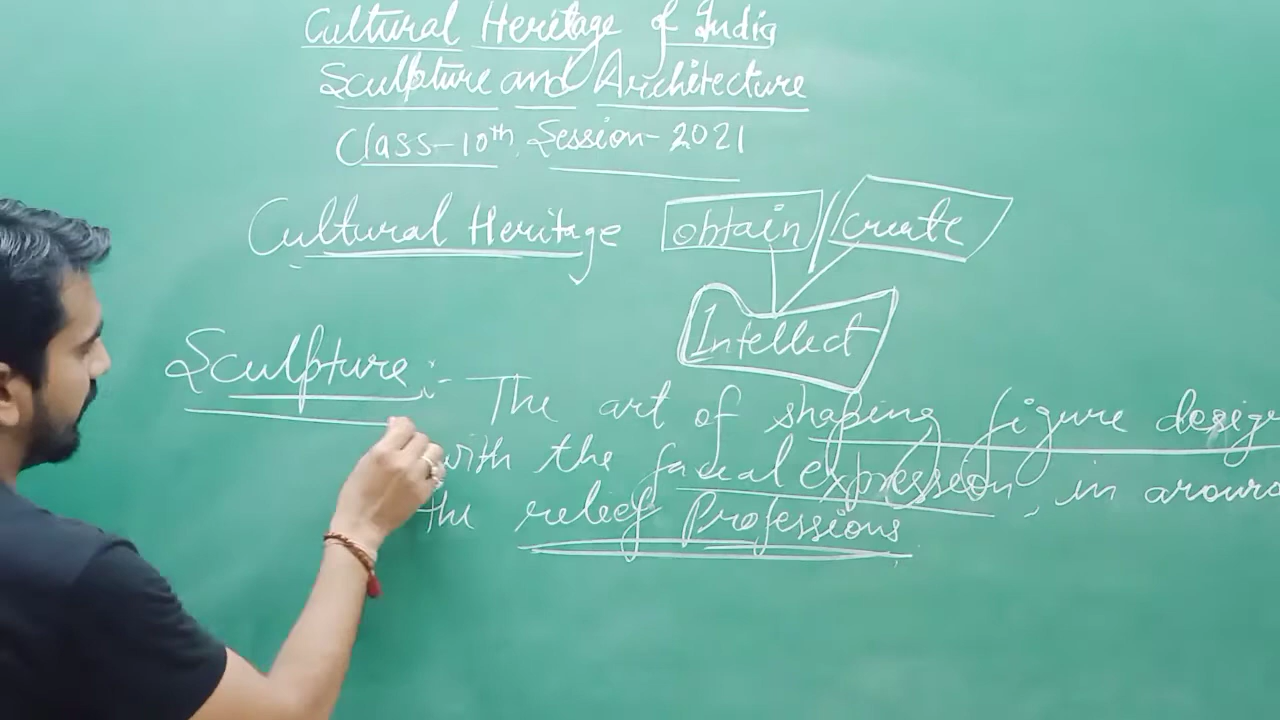 Cultural Heritage of India
Sculpture and Architecture
Class-10th, Session-2021
Cultural Heritage obtain / create
Intellect
Sculpture:- The art of shaping figure design
with the facial expression, in around
the relief Professions